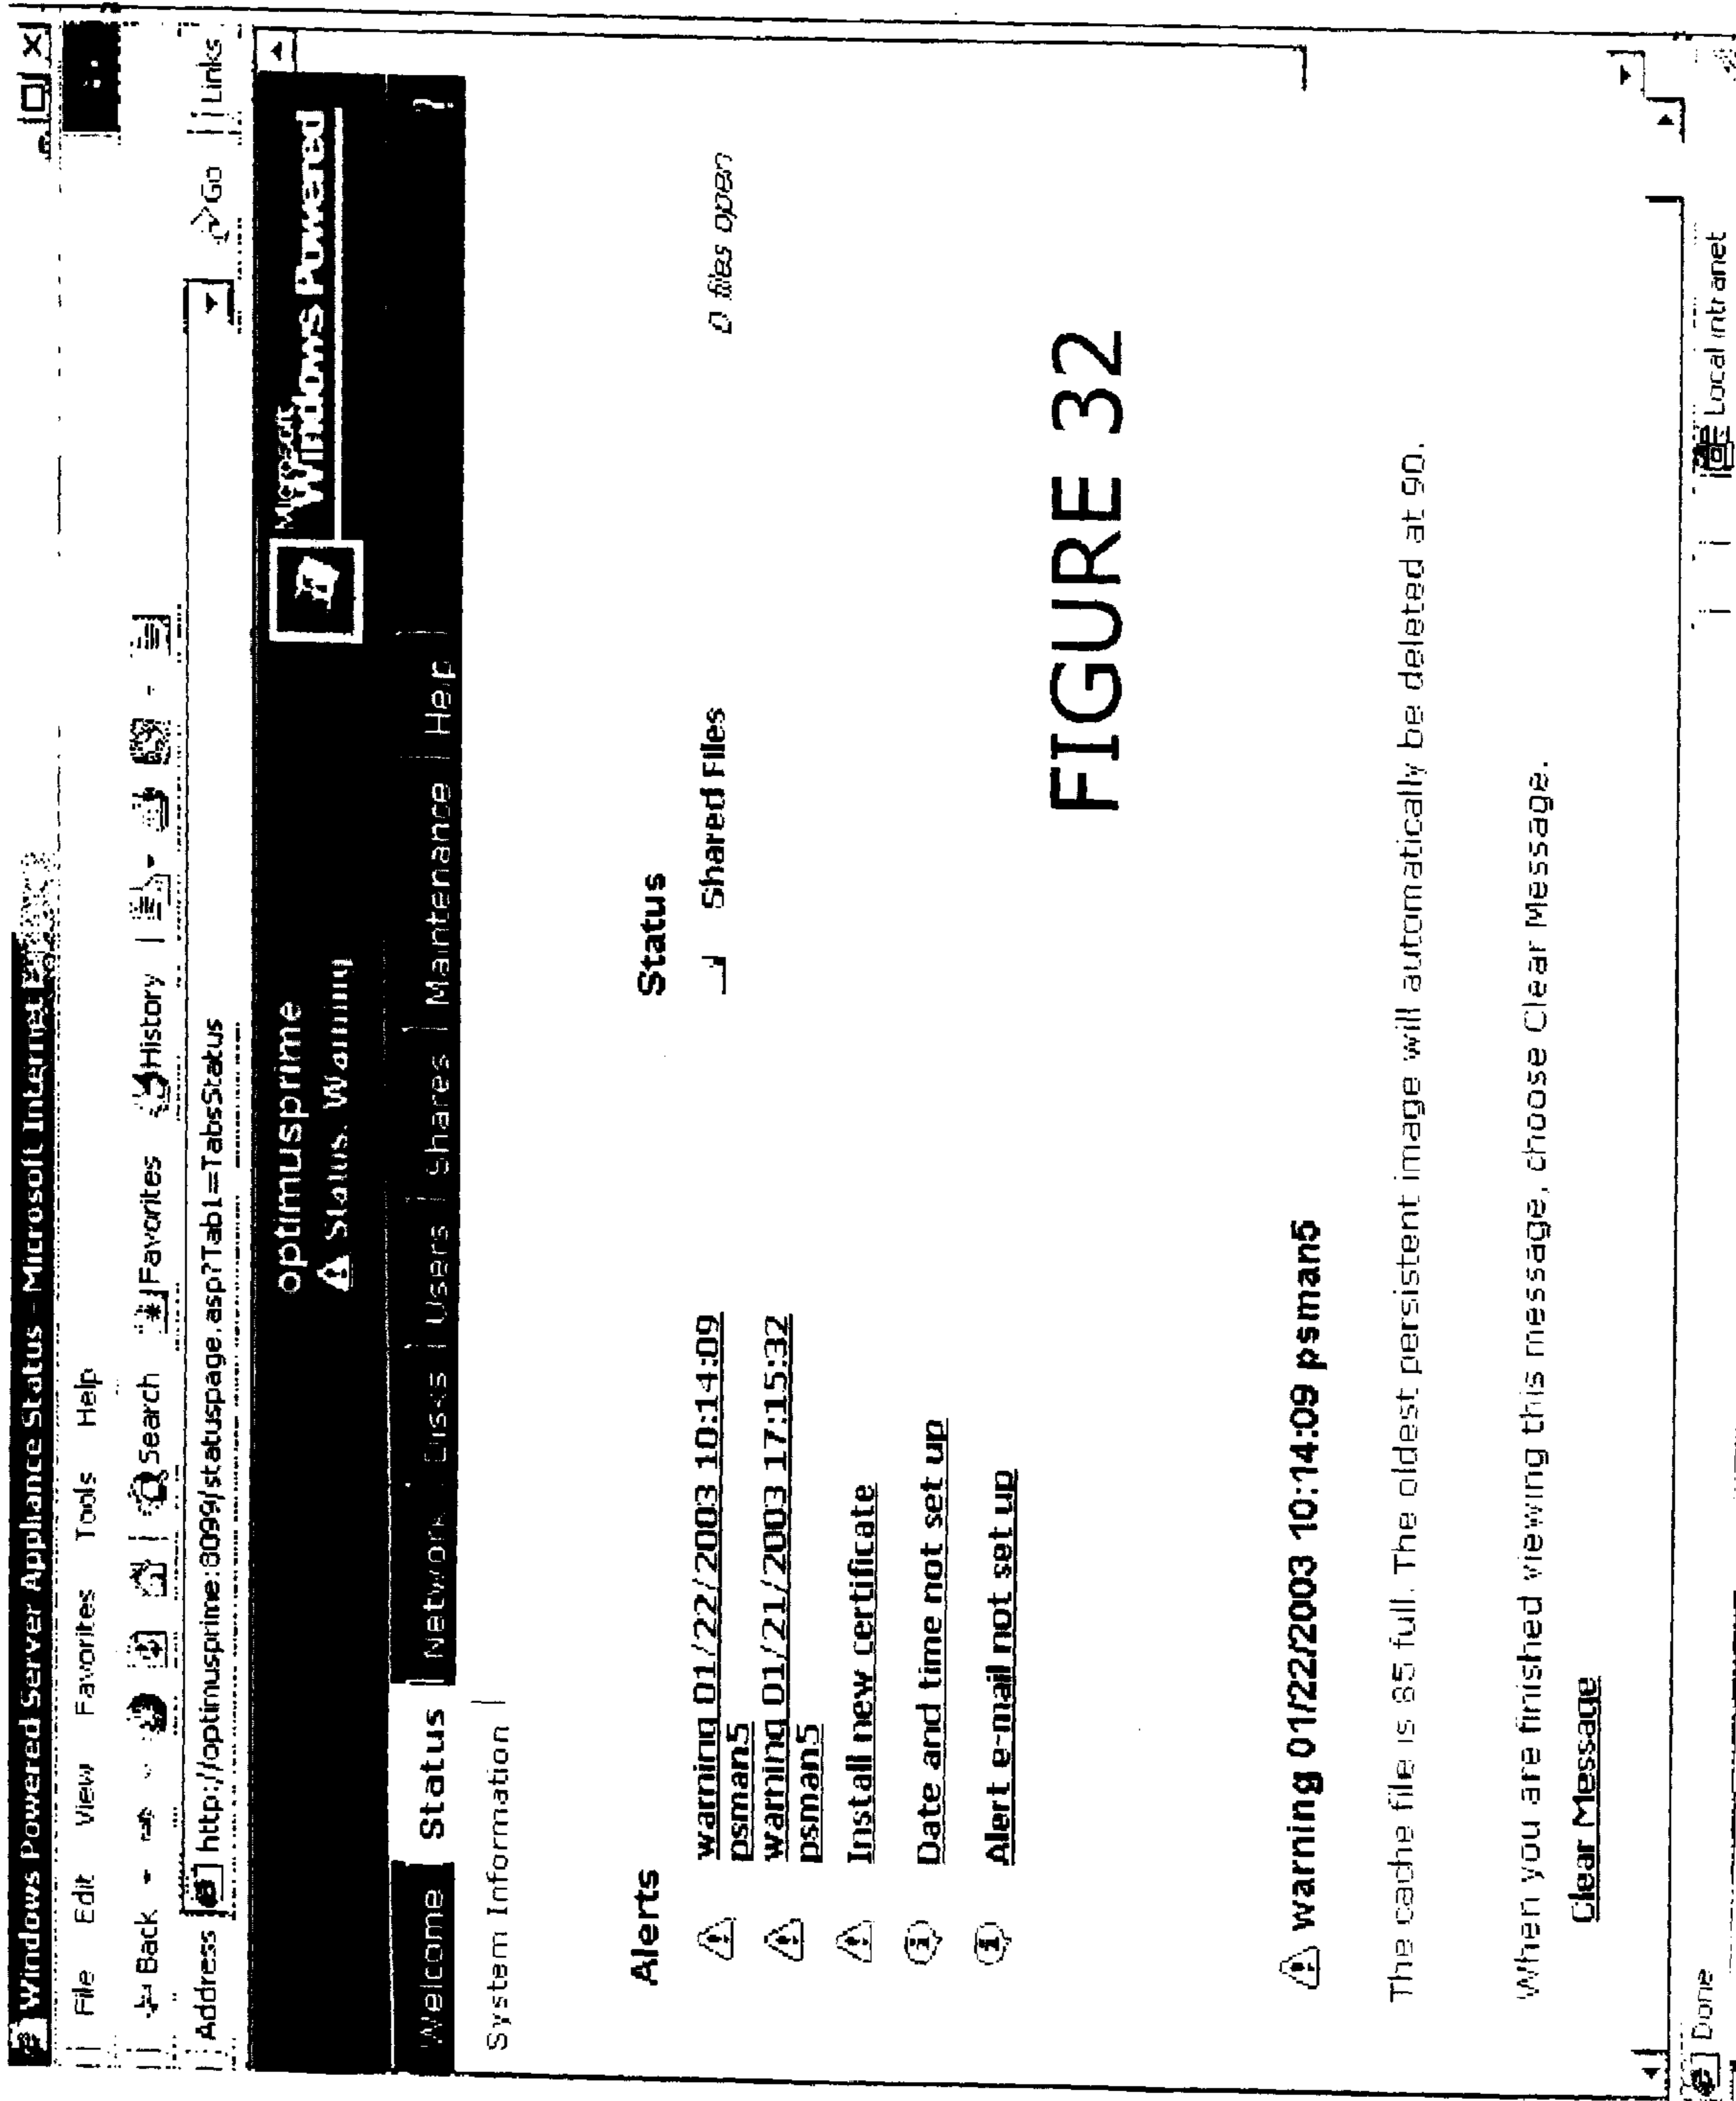 Windows Powered Server Appliance Status - Microsoft Internet
File Edit View Favorites Tools Help
Back Search Favorites History
Address http://optimusprime:8099/statuspage.asp?Tab1=TabsStatus Go Links
optimusprime
Status: Warning
Microsoft
Windows Powered
Welcome Status Network Disks Users Shares Maintenance Help ?
System Information
Alerts
warning 01/22/2003 10:14:09
psman5
warning 01/21/2003 17:15:32
psman5
Install new certificate
Date and time not set up
Alert e-mail not set up
Status
Shared Files 0 files open
FIGURE 32
warning 01/22/2003 10:14:09 psman5
The cache file is 85 full. The oldest persistent image will automatically be deleted at 90.
When you are finished viewing this message, choose Clear Message.
Clear Message
Done Local intranet